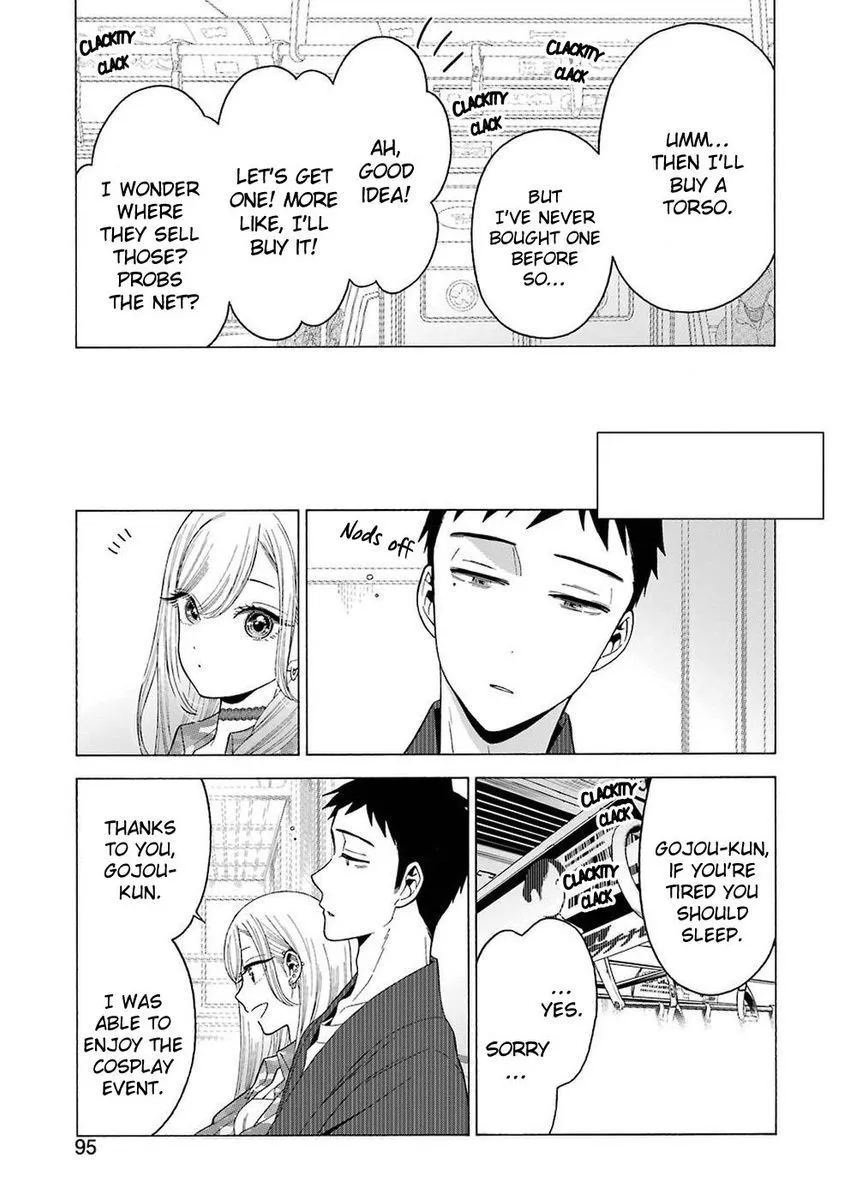 UMM...
THEN I'LL
BUY A
TORSO.
BUT
I'VE NEVER
BOUGHT ONE
BEFORE
SO...
CLACKITY
CLACK
CLACKITY
CLACK
AH,
GOOD
IDEA!
LET'S GET
ONE! MORE
LIKE, I'LL
BUY IT!
I WONDER
WHERE
THEY SELL
THOSE?
PROBS
THE NET?
CLACKITY
CLACK
Nods off
GOJOU-KUN,
IF YOU'RE
TIRED YOU
SHOULD
SLEEP.
CLACKITY
CLACK
CLACKITY
CLACK
...
YES.
SORRY
...
THANKS
TO YOU,
GOJOU-
KUN.
I WAS
ABLE TO
ENJOY THE
COSPLAY
EVENT.
95